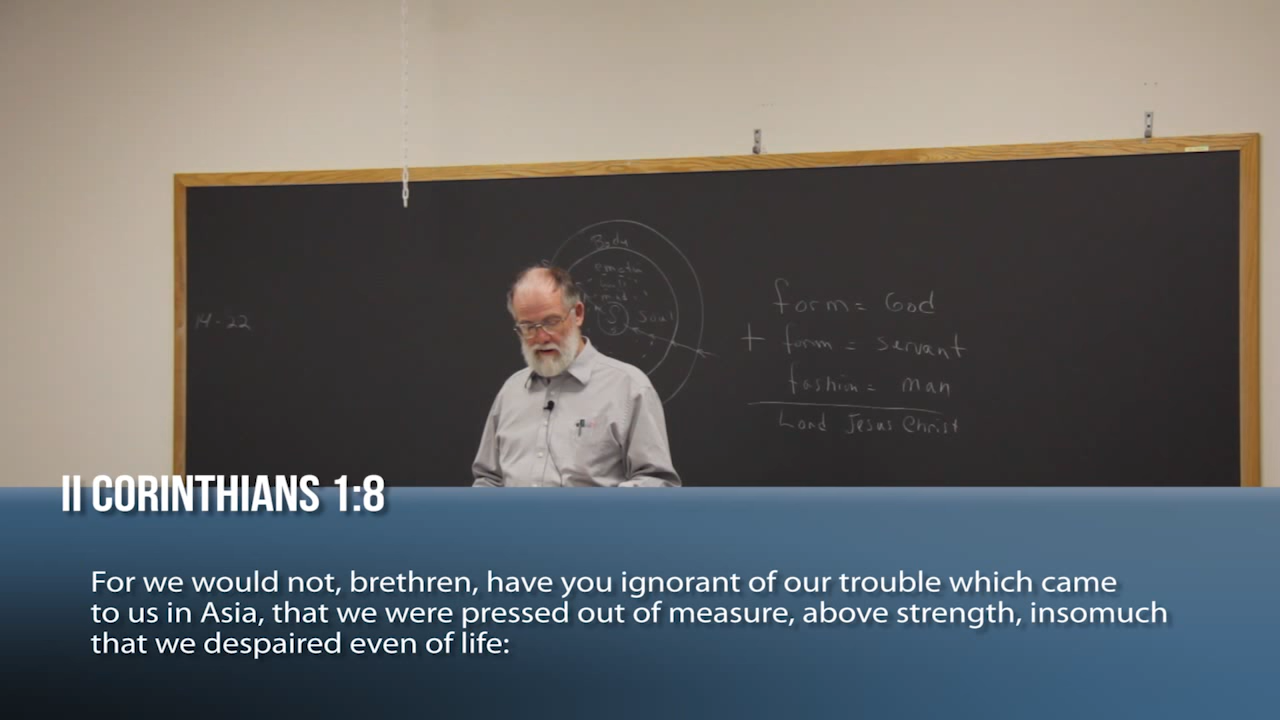 Body
emotion
Soul
14-22
form = God
+ form = servant
fashion = man
Lord Jesus Christ
II CORINTHIANS 1:8
For we would not, brethren, have you ignorant of our trouble which came
to us in Asia, that we were pressed out of measure, above strength, insomuch
that we despaired even of life: